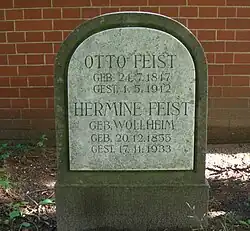 OTTO FEIST
GEB. 24.7.1847
GEST. 1.5.1912
HERMINE FEIST
GEB. WOLLHEIM
GEB. 20.12.1855
GEST. 17.11.1933